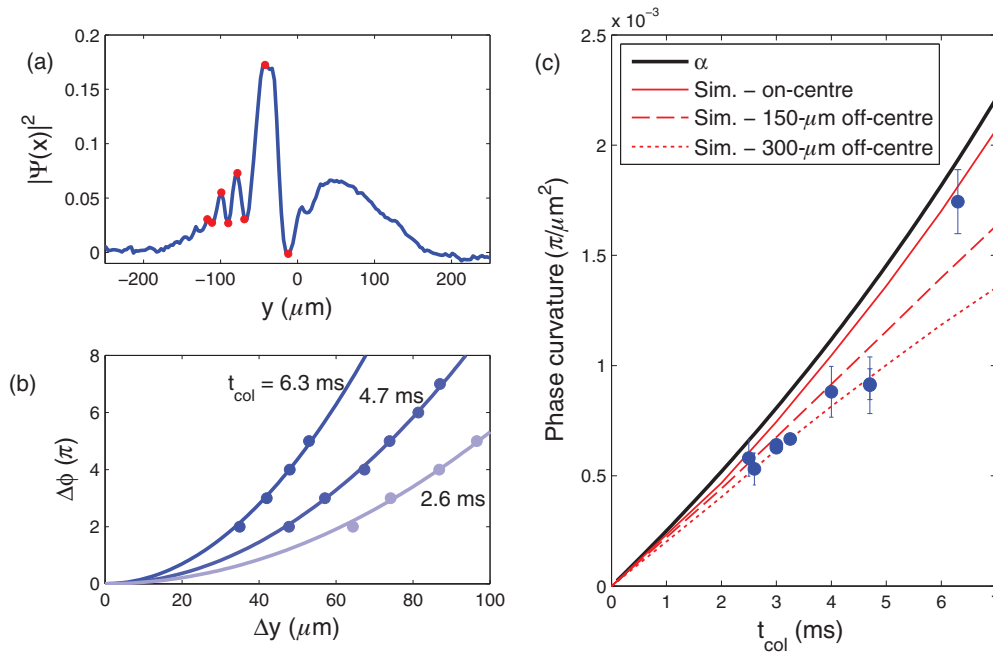 (a)
|Ψ(x)|²
0.2
0.15
0.1
0.05
0
−200
−100
0
100
200
y (μm)
(b)
Δϕ (π)
8
6
4
2
0
t_col = 6.3 ms
4.7 ms
2.6 ms
0
20
40
60
80
100
Δy (μm)
(c)
x 10⁻³
Phase curvature (π/μm²)
2.5
2
1.5
1
0.5
0
α
Sim. − on-centre
Sim. − 150-μm off-centre
Sim. − 300-μm off-centre
0
1
2
3
4
5
6
7
t_col (ms)